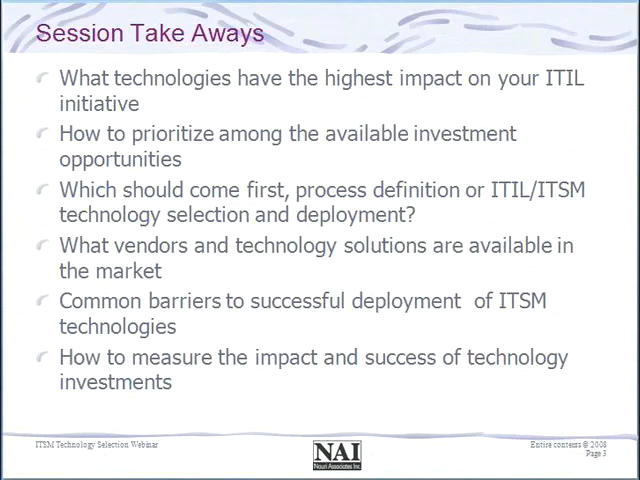 Session Take Aways
What technologies have the highest impact on your ITIL
initiative
How to prioritize among the available investment
opportunities
Which should come first, process definition or ITIL/ITSM
technology selection and deployment?
What vendors and technology solutions are available in
the market
Common barriers to successful deployment  of ITSM
technologies
How to measure the impact and success of technology
investments
ITSM Technology Selection Webinar
NAI
Nouri Associates Inc.
Entire contents @ 2008
Page 3